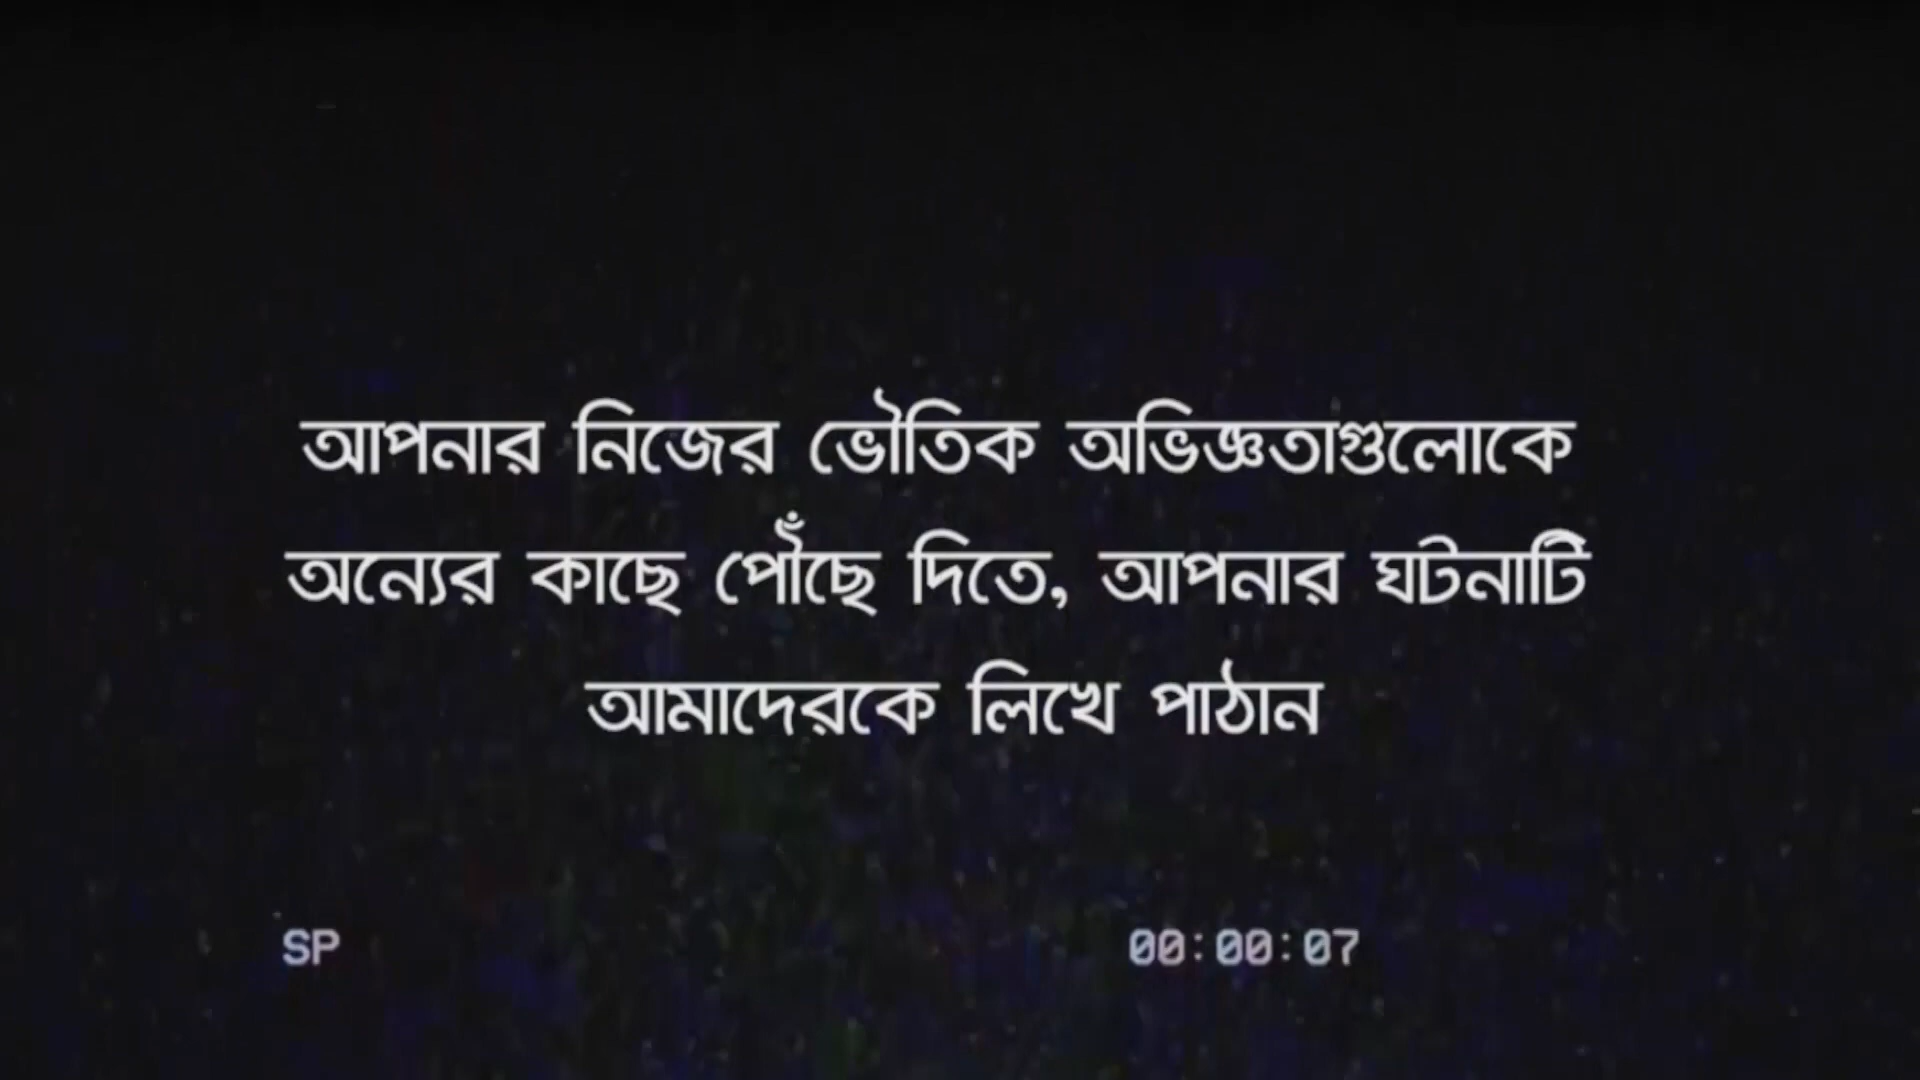 আপনার নিজের ভৌতিক অভিজ্ঞতাগুলোকে
অন্যের কাছে পৌঁছে দিতে, আপনার ঘটনাটি
আমাদেরকে লিখে পাঠান
SP 00:00:07